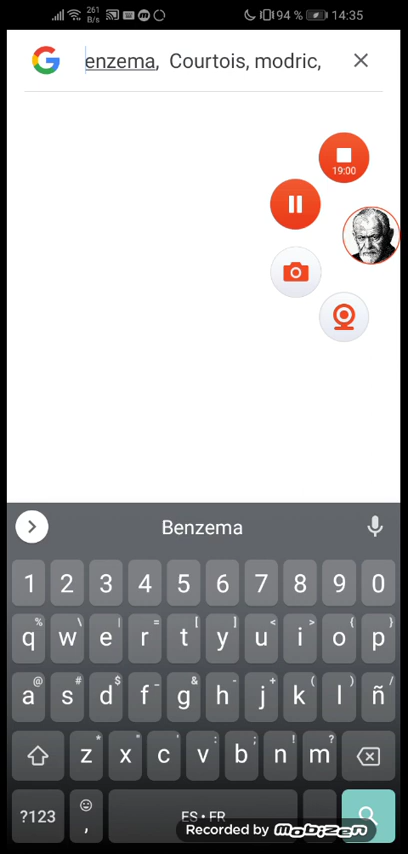 261
B/s
94 %
14:35
enzema,  Courtois, modric,
19:00
Benzema
1 2 3 4 5 6 7 8 9 0
% \ | = [ ] < > { }
q w e r t y u i o p
@ # $ _ & - + ( ) /
a s d f g h j k l ñ
* " ' : ; ! ?
z x c v b n m
?123 , ES • FR
Recorded by mobizen